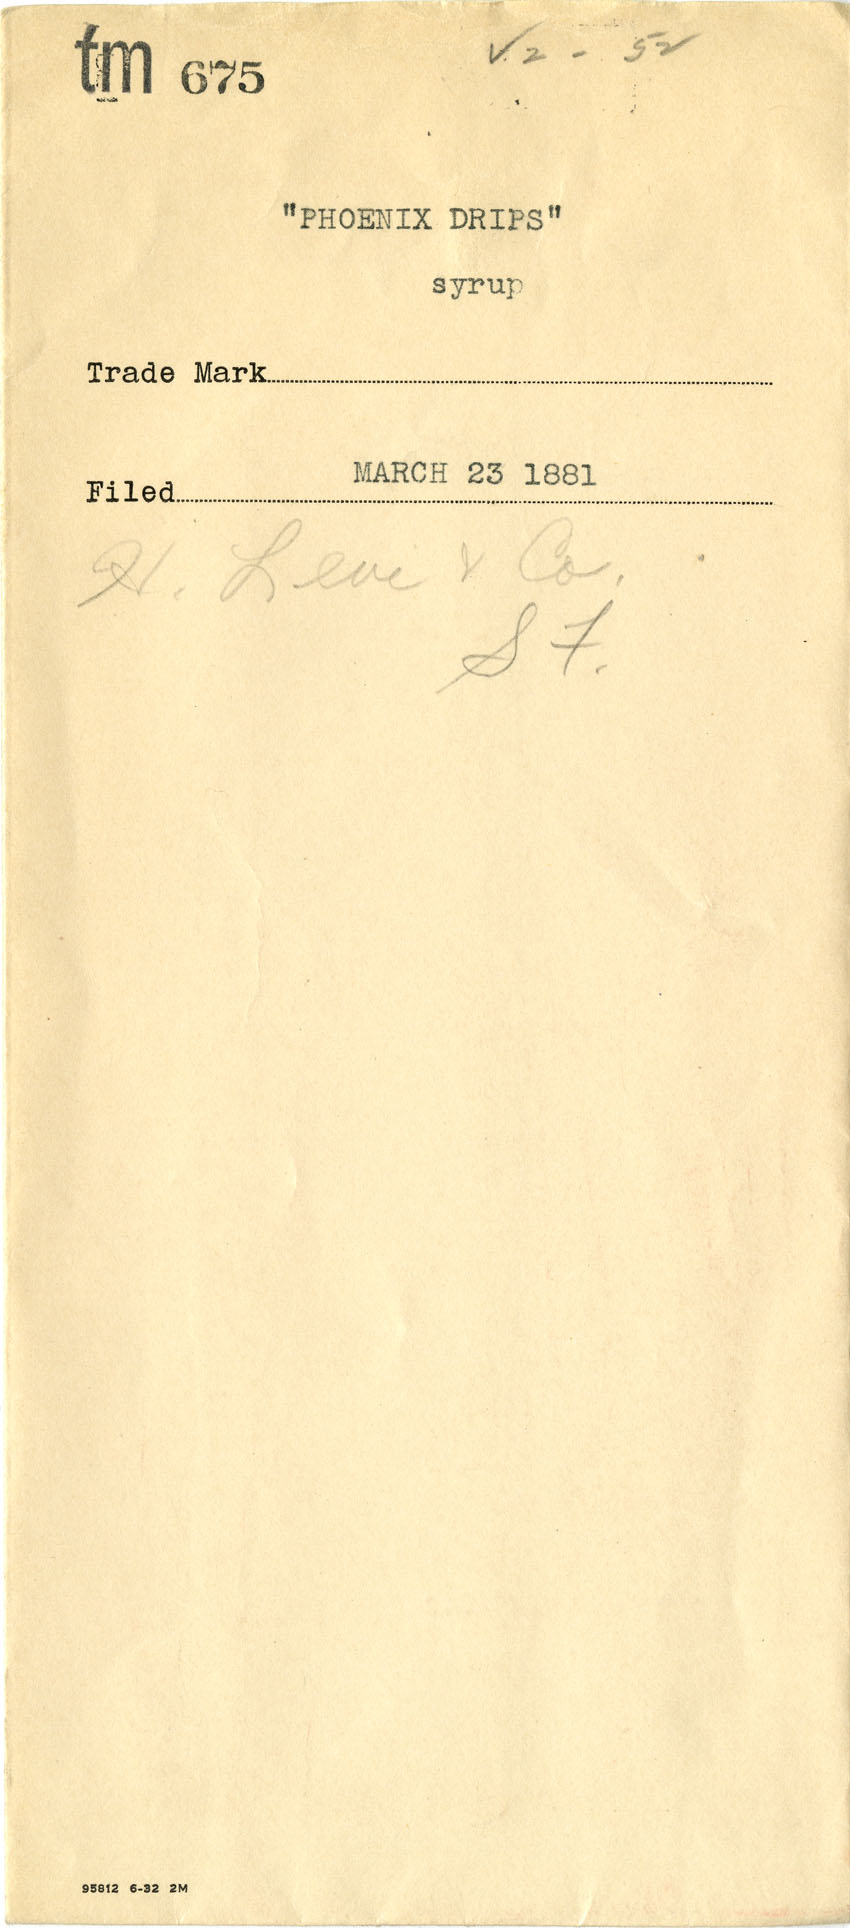 tm 675
V2 - 52
"PHOENIX DRIPS"
syrup
Trade Mark
MARCH 23 1881
Filed
H. Levi & Co.
S F.
95812 6-32 2M